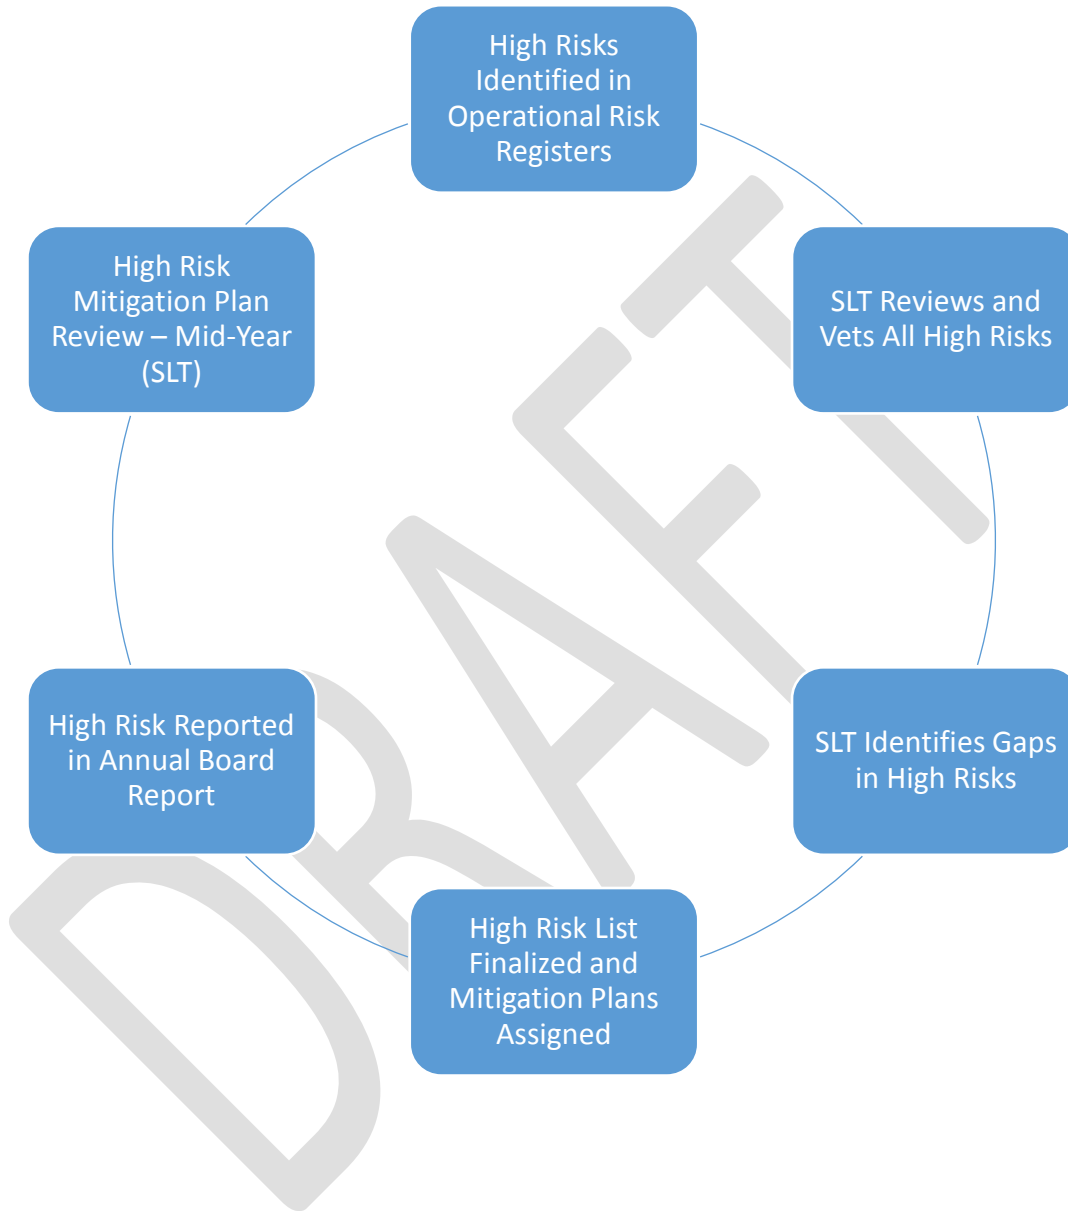 High Risks
Identified in
Operational Risk
Registers
SLT Reviews and
Vets All High Risks
SLT Identifies Gaps
in High Risks
High Risk List
Finalized and
Mitigation Plans
Assigned
High Risk Reported
in Annual Board
Report
High Risk
Mitigation Plan
Review – Mid-Year
(SLT)
DRAFT